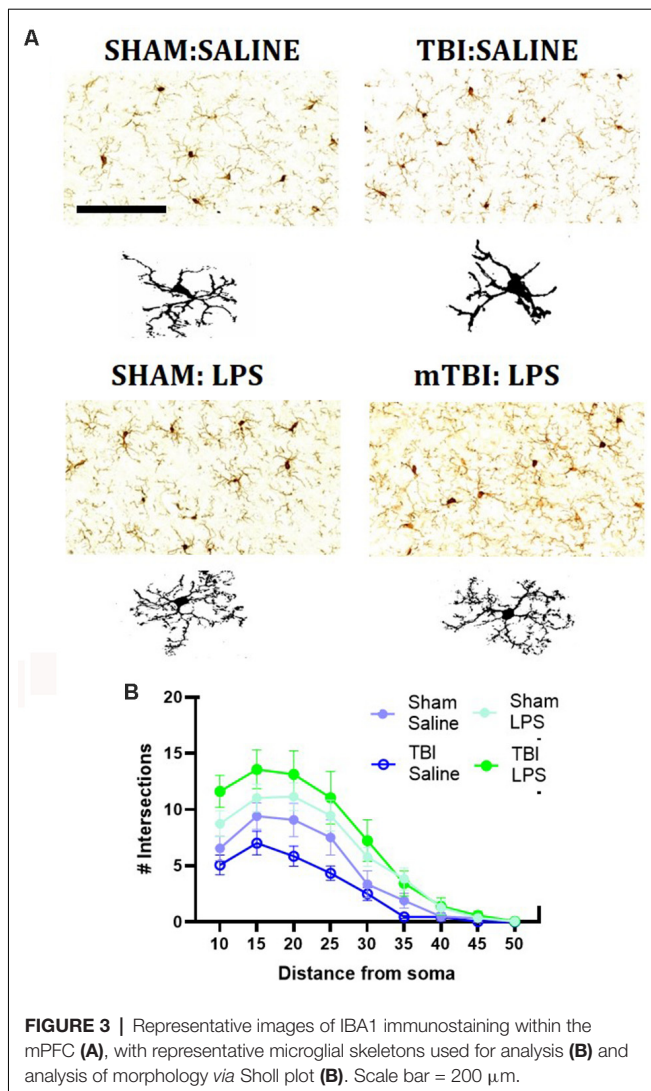 A
SHAM:SALINE
TBI:SALINE
SHAM: LPS
mTBI: LPS
B
20
15
10
5
0
# Intersections
Sham Saline
Sham LPS
TBI Saline
TBI LPS
10 15 20 25 30 35 40 45 50
Distance from soma
FIGURE 3 | Representative images of IBA1 immunostaining within the
mPFC (A), with representative microglial skeletons used for analysis (B) and
analysis of morphology via Sholl plot (B). Scale bar = 200 μm.